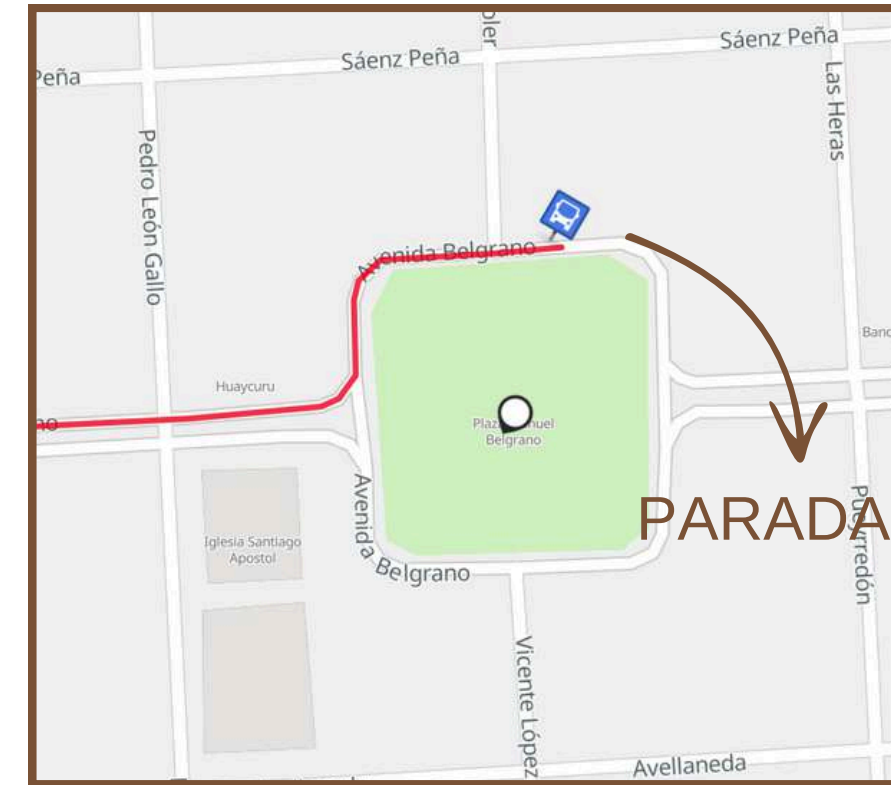 Sáenz Peña
Sáenz Peña
Peña
Las Heras
Pedro León Gallo
Avenida Belgrano
Huaycuru
Belgrano
Iglesia Santiago
Apostol
Avenida Belgrano
PARADA
Pueyrredón
Vicente López
Avellaneda